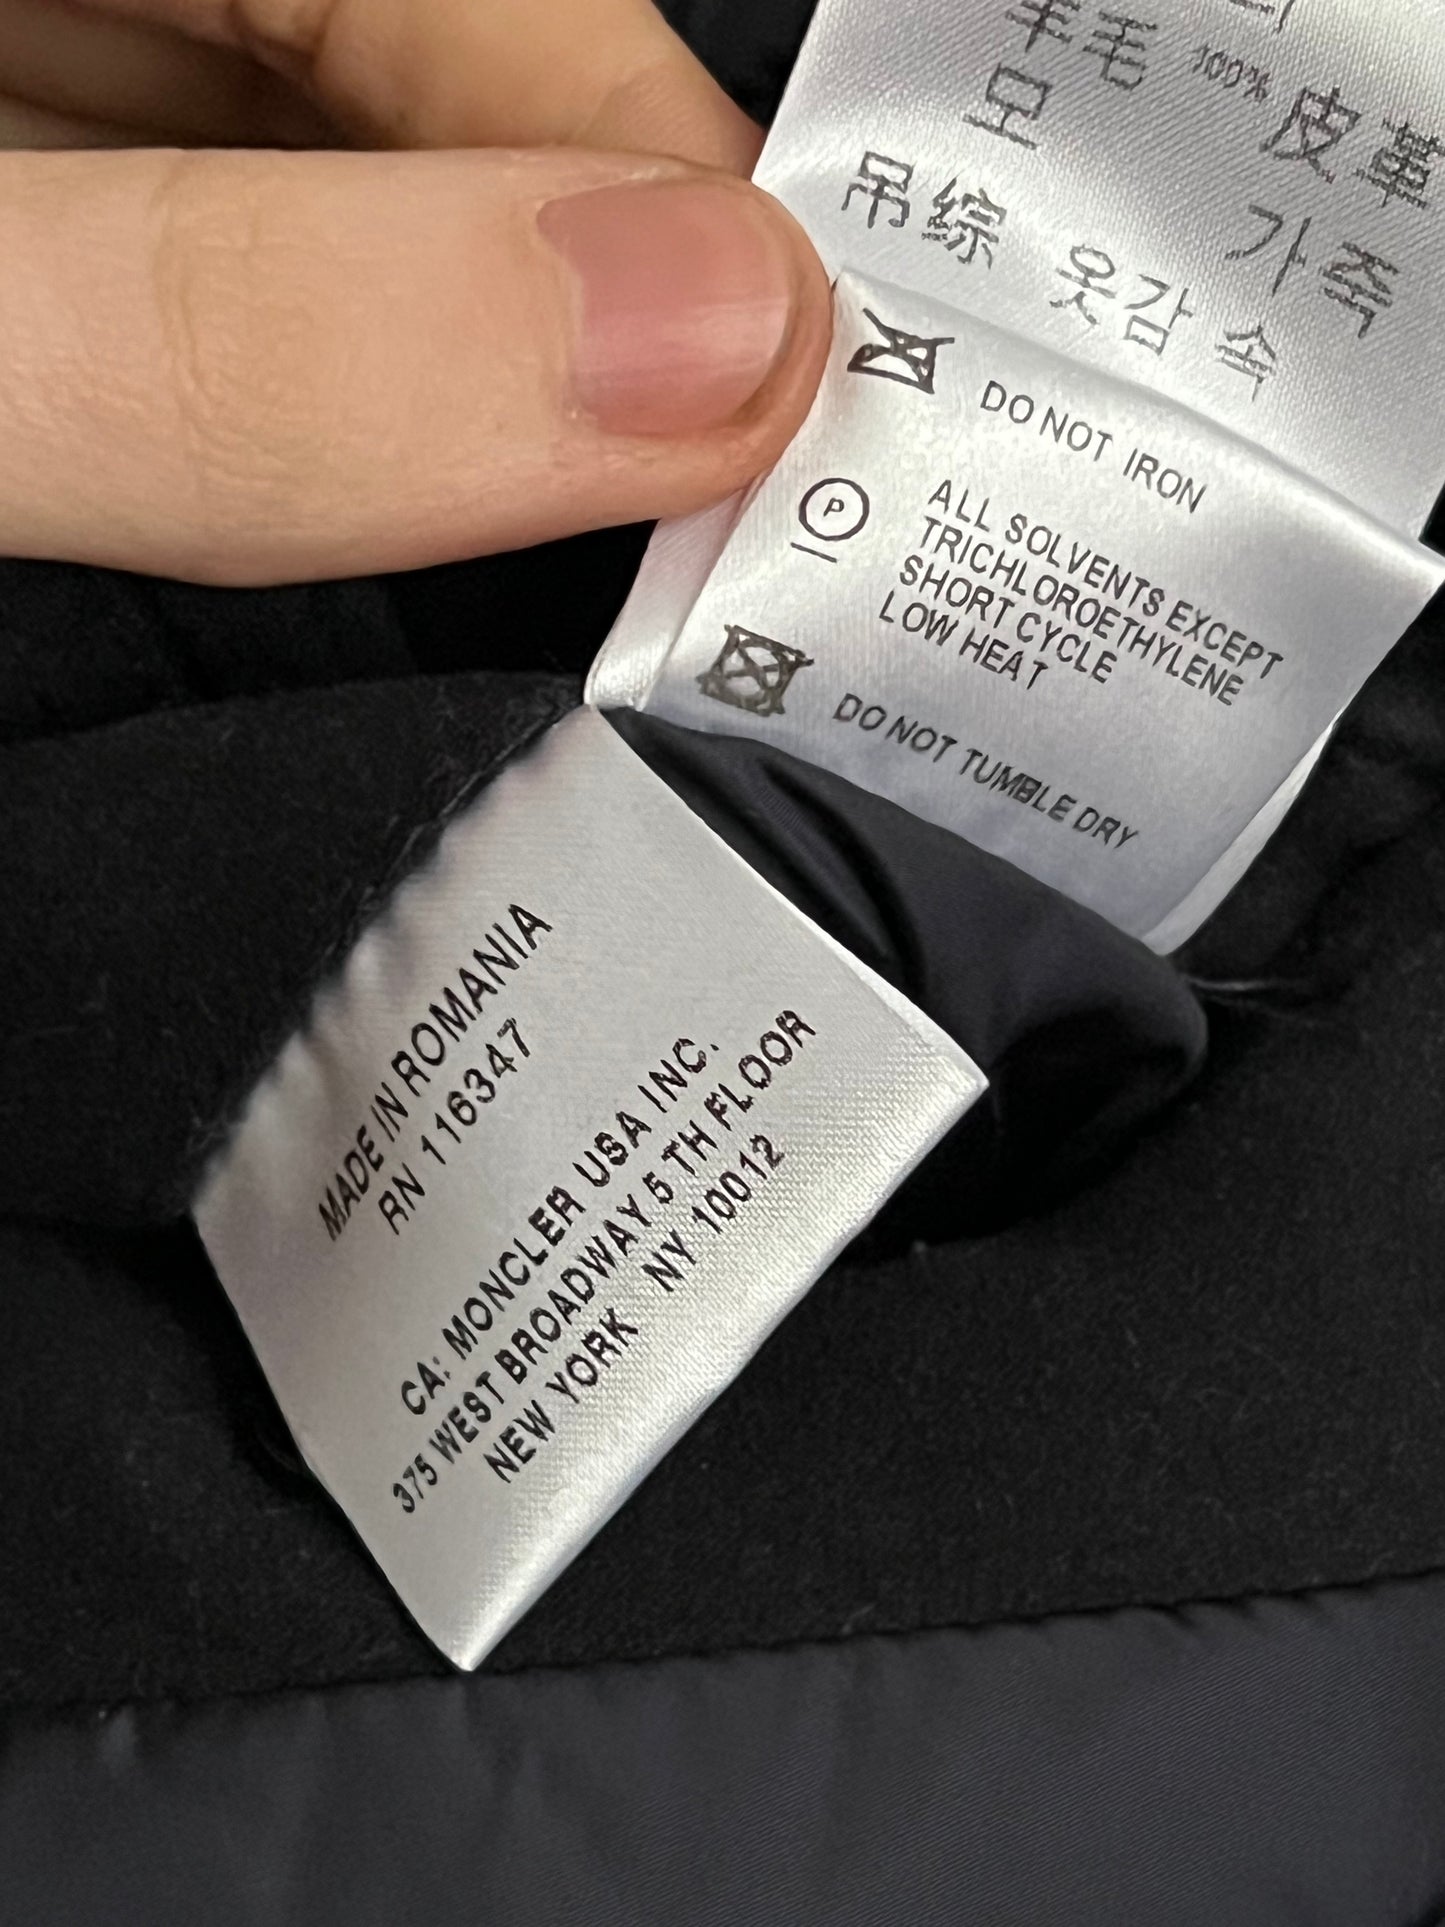 羊毛 100% 皮革
모 가죽
吊综 옷감 속
DO NOT IRON
P
ALL SOLVENTS EXCEPT
TRICHLOROETHYLENE
SHORT CYCLE
LOW HEAT
DO NOT TUMBLE DRY
MADE IN ROMANIA
RN 116347
CA: MONCLER USA INC.
375 WEST BROADWAY 5 TH FLOOR
NEW YORK NY 10012